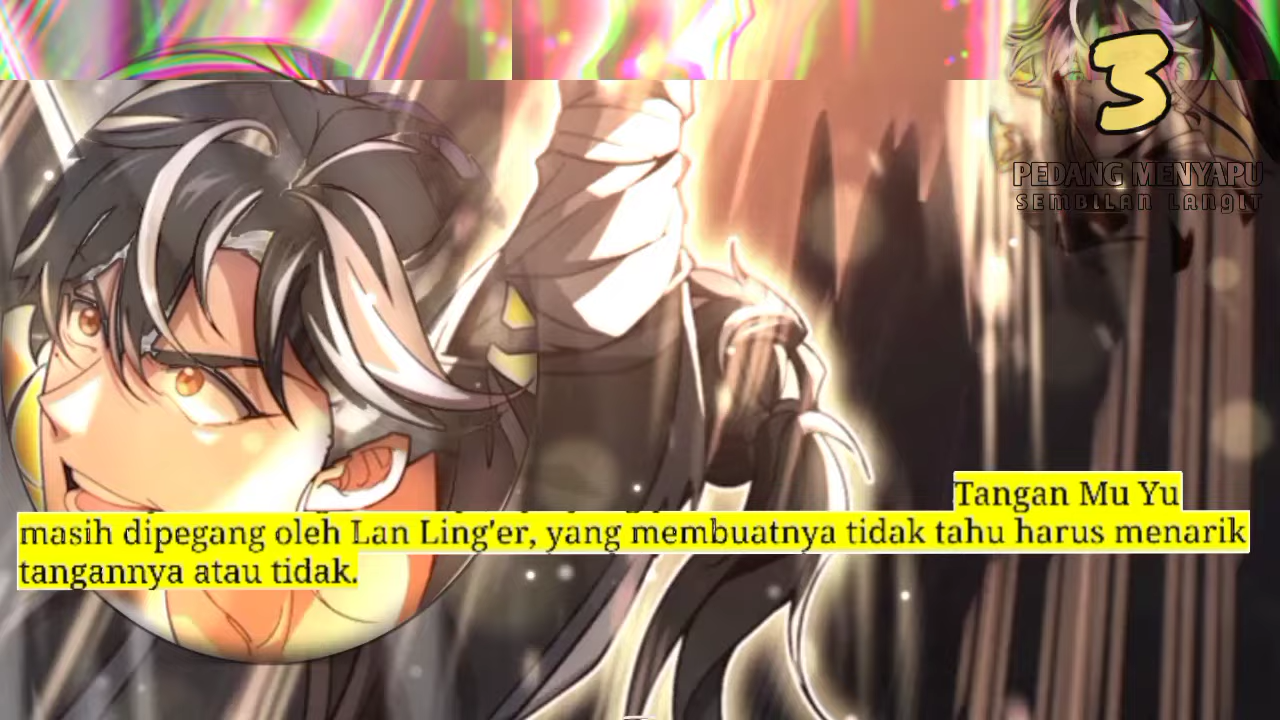 3
PEDANG MENYAPU
SEMBILAN LANGIT
Tangan Mu Yu
masih dipegang oleh Lan Ling'er, yang membuatnya tidak tahu harus menarik
tangannya atau tidak.